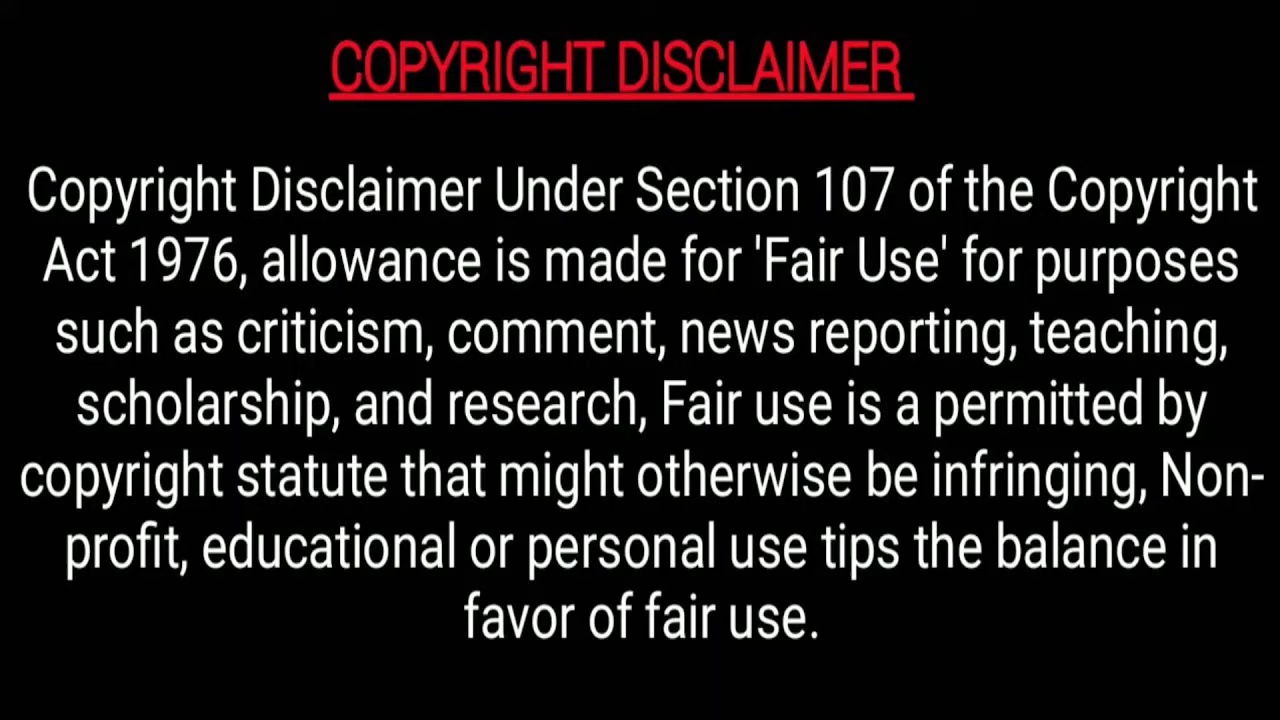 COPYRIGHT DISCLAIMER
Copyright Disclaimer Under Section 107 of the Copyright
Act 1976, allowance is made for 'Fair Use' for purposes
such as criticism, comment, news reporting, teaching,
scholarship, and research, Fair use is a permitted by
copyright statute that might otherwise be infringing, Non-
profit, educational or personal use tips the balance in
favor of fair use.